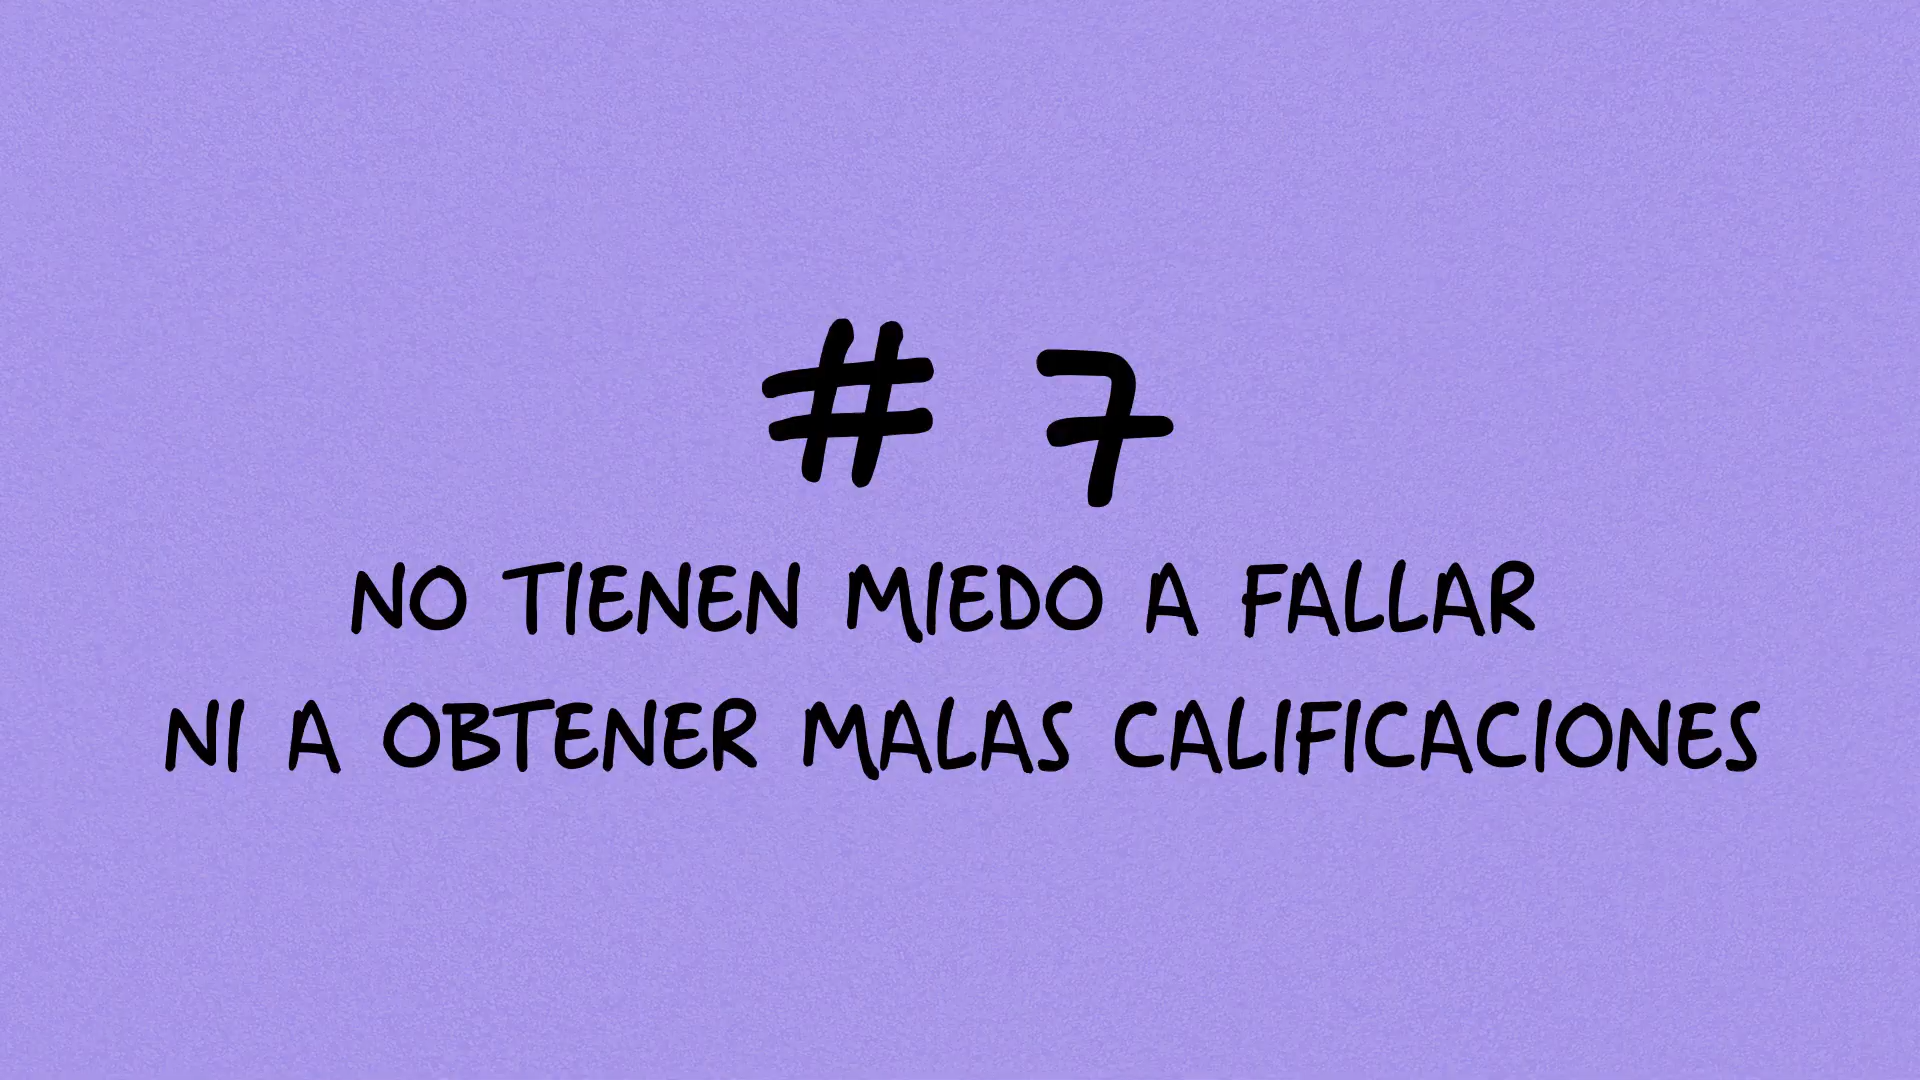 # 7
NO TIENEN MIEDO A FALLAR
NI A OBTENER MALAS CALIFICACIONES